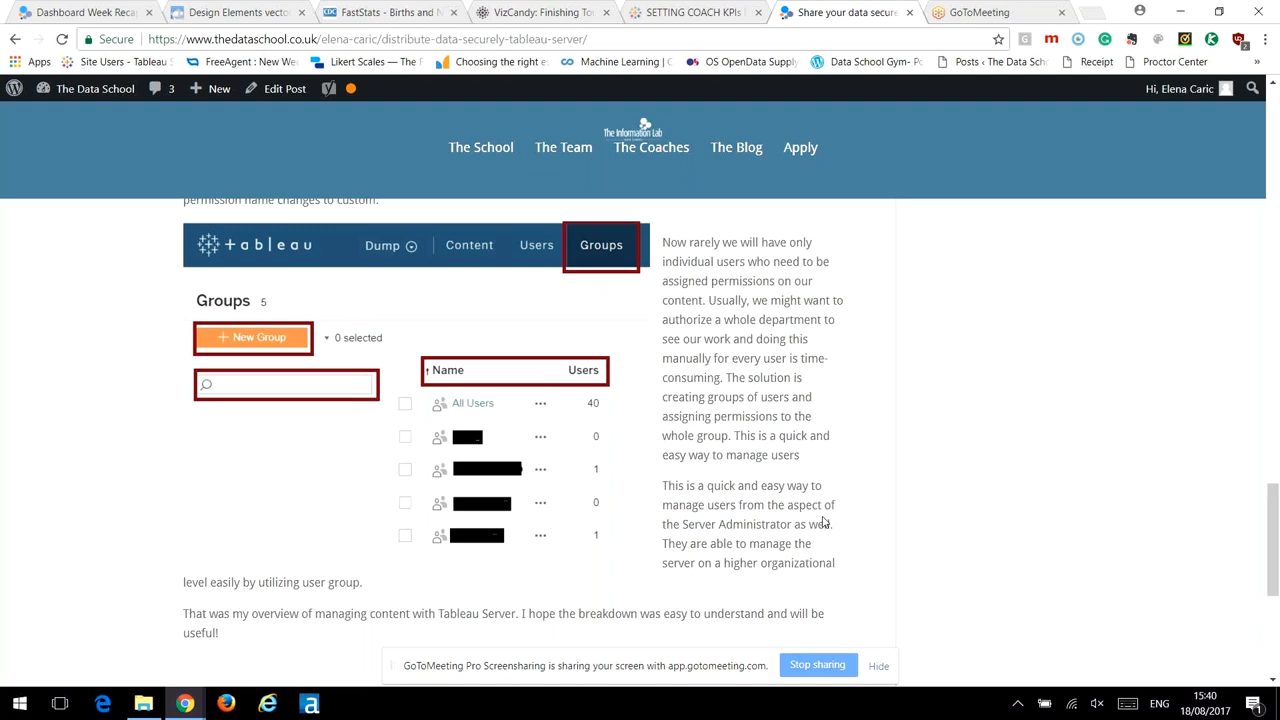 Dashboard Week Recap
Design Elements vector
FastStats - Births and N
VizCandy: Finishing Tou
SETTING COACH KPIs
Share your data secure
GoToMeeting
Secure
https://www.thedataschool.co.uk/elena-caric/distribute-data-securely-tableau-server/
Apps
Site Users - Tableau S
FreeAgent : New Wee
Likert Scales — The F
Choosing the right e
Machine Learning | C
OS OpenData Supply
Data School Gym- Po
Posts ‹ The Data Scho
Receipt
Proctor Center
»
The Data School
3
New
Edit Post
Hi, Elena Caric
The Information Lab
The School
The Team
The Coaches
The Blog
Apply
permission name changes to custom.
+ableau
Dump
Content
Users
Groups
Groups 5
+ New Group
0 selected
Name
Users
All Users
40
0
1
0
1
Now rarely we will have only
individual users who need to be
assigned permissions on our
content. Usually, we might want to
authorize a whole department to
see our work and doing this
manually for every user is time-
consuming. The solution is
creating groups of users and
assigning permissions to the
whole group. This is a quick and
easy way to manage users
This is a quick and easy way to
manage users from the aspect of
the Server Administrator as well.
They are able to manage the
server on a higher organizational
level easily by utilizing user group.
That was my overview of managing content with Tableau Server. I hope the breakdown was easy to understand and will be
useful!
GoToMeeting Pro Screensharing is sharing your screen with app.gotomeeting.com.
Stop sharing
Hide
ENG
15:40
18/08/2017